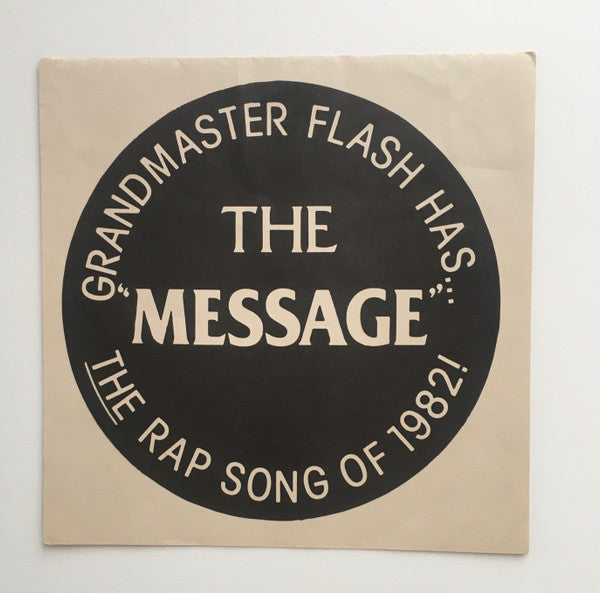 GRANDMASTER FLASH HAS...
THE
"MESSAGE"
THE RAP SONG OF 1982!